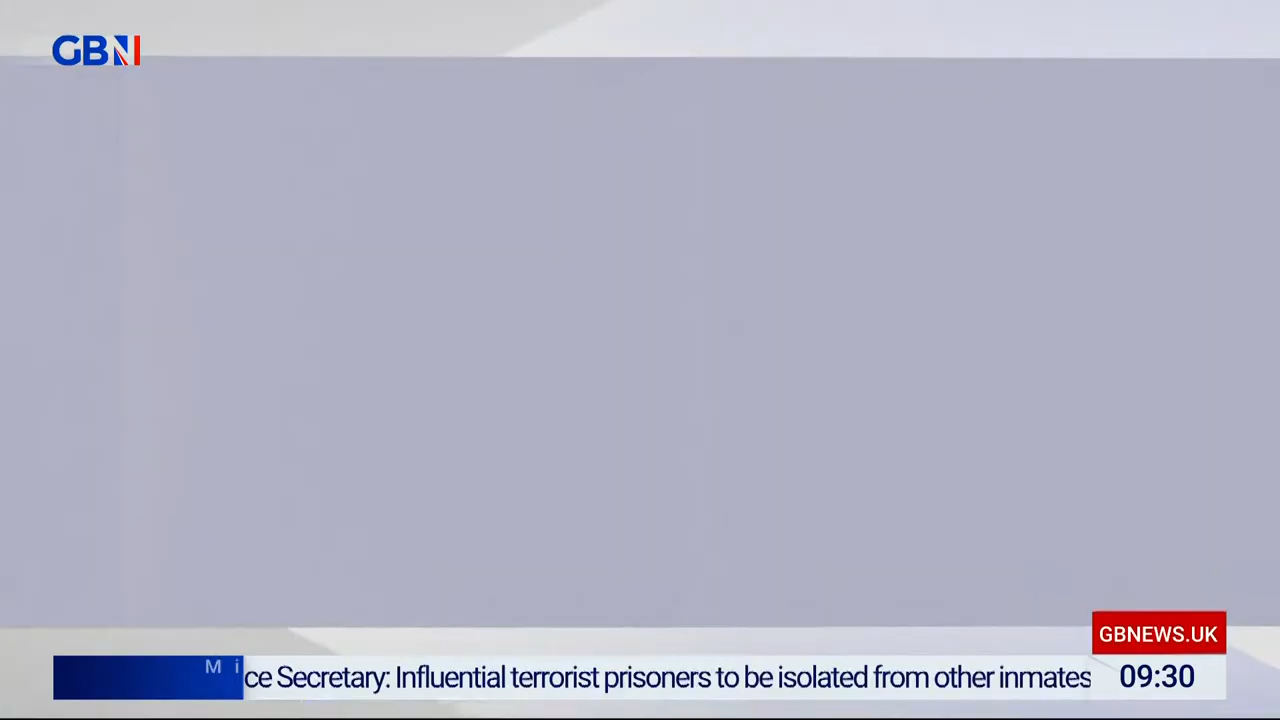 GBN
GBNEWS.UK
M i
ce Secretary: Influential terrorist prisoners to be isolated from other inmates
09:30